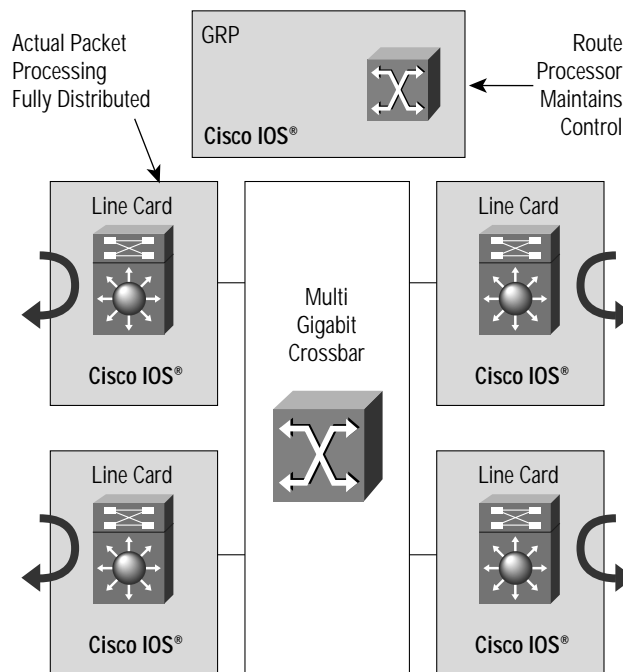 Actual Packet
Processing
Fully Distributed
GRP
Cisco IOS®
Route
Processor
Maintains
Control
Line Card
Cisco IOS®
Multi
Gigabit
Crossbar
Line Card
Cisco IOS®
Line Card
Cisco IOS®
Line Card
Cisco IOS®